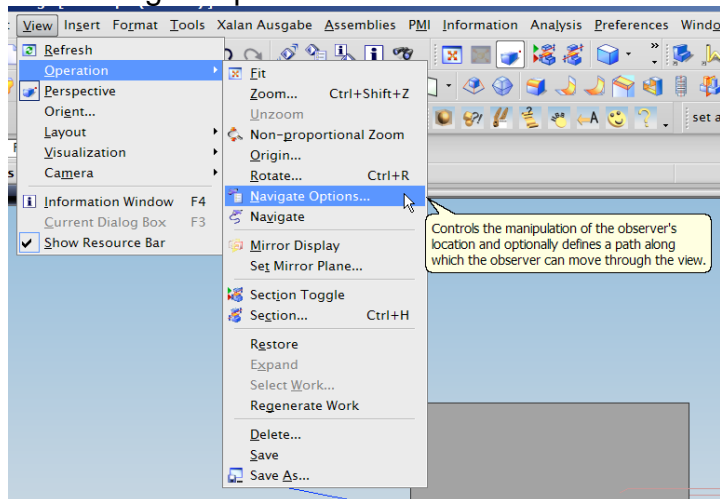 View Insert Format Tools Xalan Ausgabe Assemblies PMI Information Analysis Preferences
Refresh
Operation
Perspective
Orient...
Layout
Visualization
Camera
Information Window F4
Current Dialog Box F3
Show Resource Bar
Fit
Zoom... Ctrl+Shift+Z
Unzoom
Non-proportional Zoom
Origin...
Rotate... Ctrl+R
Navigate Options...
Navigate
Mirror Display
Set Mirror Plane...
Section Toggle
Section... Ctrl+H
Restore
Expand
Select Work...
Regenerate Work
Delete...
Save
Save As...
set
Controls the manipulation of the observer's
location and optionally defines a path along
which the observer can move through the view.